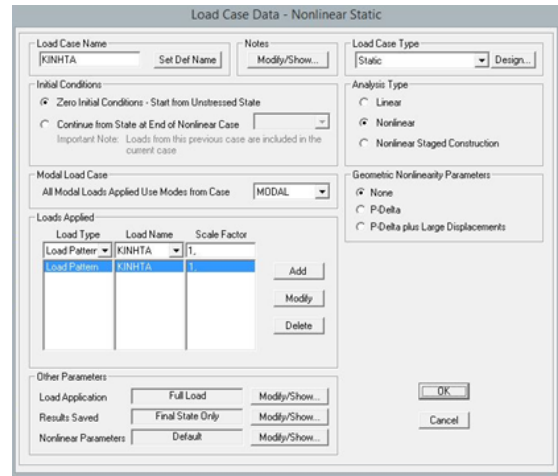 Load Case Data - Nonlinear Static
Load Case Name
KINHTA
Set Def Name
Notes
Modify/Show...
Load Case Type
Static
Design...
Initial Conditions
Zero Initial Conditions - Start from Unstressed State
Continue from State at End of Nonlinear Case
Important Note: Loads from this previous case are included in the
current case
Analysis Type
Linear
Nonlinear
Nonlinear Staged Construction
Modal Load Case
All Modal Loads Applied Use Modes from Case
MODAL
Geometric Nonlinearity Parameters
None
P-Delta
P-Delta plus Large Displacements
Loads Applied
Load Type Load Name Scale Factor
Load Pattern KINHTA 1,
Load Pattern KINHTA 1,
Add
Modify
Delete
Other Parameters
Load Application Full Load Modify/Show...
Results Saved Final State Only Modify/Show...
Nonlinear Parameters Default Modify/Show...
OK
Cancel